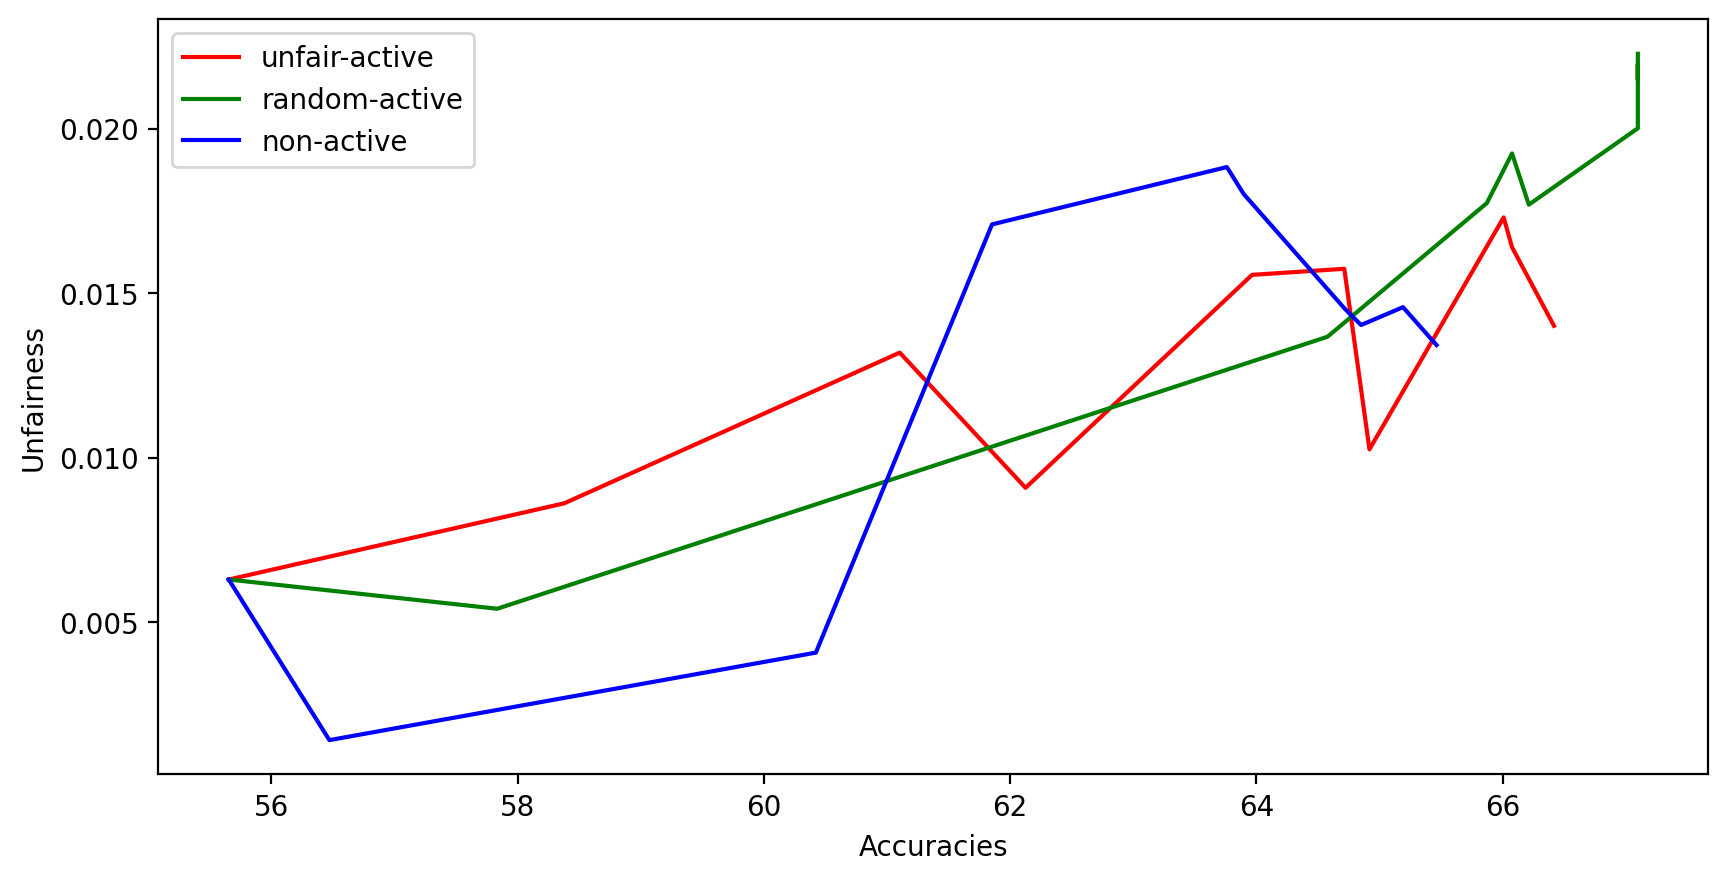 unfair-active
random-active
non-active
0.020
0.015
0.010
0.005
Unfairness
56 58 60 62 64 66
Accuracies